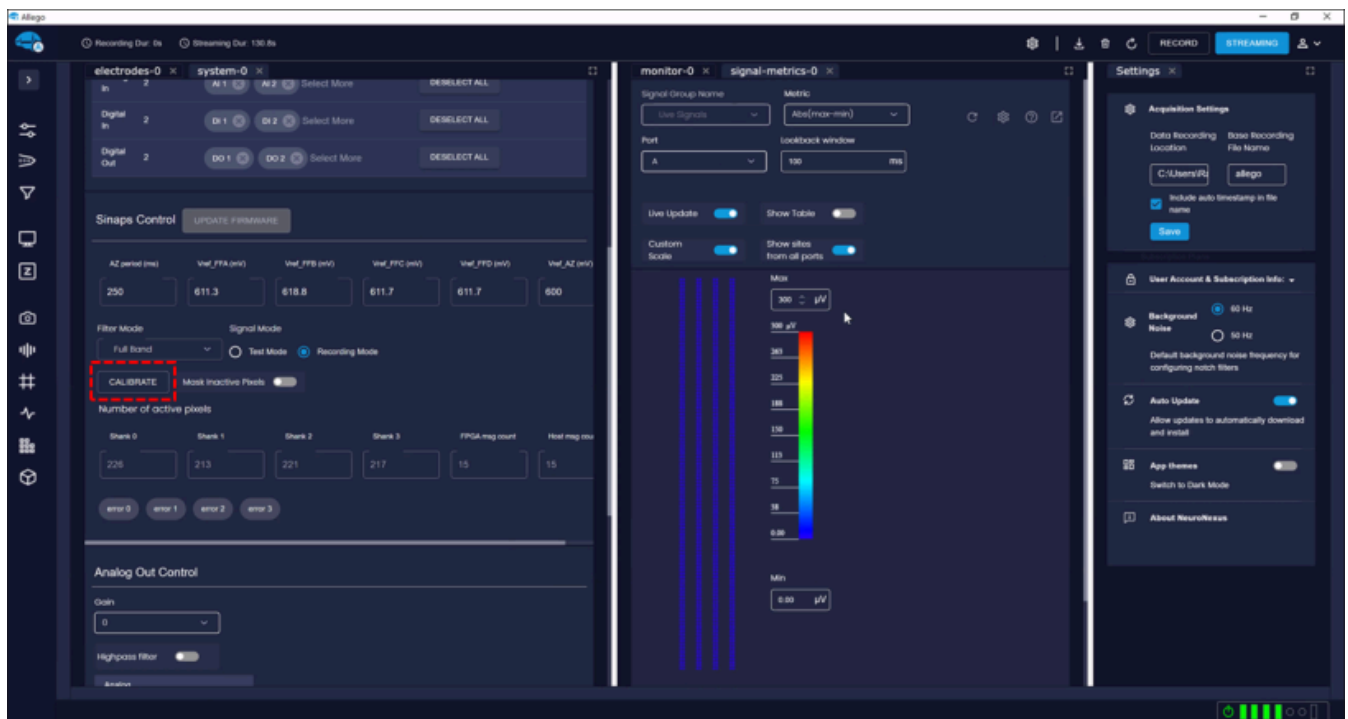 Allego
Recording Dur: 0s Streaming Dur: 130.8s
RECORD STREAMING
electrodes-0 × system-0 ×
In 2 AI 1 AI 2 Select More DESELECT ALL
Digital In 2 DI 1 DI 2 Select More DESELECT ALL
Digital Out 2 DO 1 DO 2 Select More DESELECT ALL
Sinaps Control UPDATE FIRMWARE
AZ period (ms) Vref_FFA (mV) Vref_FFB (mV) Vref_FFC (mV) Vref_FFD (mV) Vref_AZ (mV)
250 611.3 618.8 611.7 611.7 600
Filter Mode Signal Mode
Full Band Test Mode Recording Mode
CALIBRATE Mask Inactive Pixels
Number of active pixels
Shank 0 Shank 1 Shank 2 Shank 3 FPGA msg count Host msg cou
226 213 221 217 15 15
error 0 error 1 error 2 error 3
Analog Out Control
Gain
0
Highpass filter
Analog
monitor-0 × signal-metrics-0 ×
Signal Group Name Metric
Live Signals Abs(max-min)
Port Lookback window
A 100 ms
Live Update Show Table
Custom Scale Show sites from all ports
Max
300 µV
300 µV
263
225
188
150
113
75
38
0.00
Min
0.00 µV
Settings ×
Acquisition Settings
Data Recording Location Base Recording File Name
C:\Users\Ra allego
Include auto timestamp in file name
Save
User Account & Subscription Info:
Background Noise 60 Hz
50 Hz
Default background noise frequency for
configuring notch filters
Auto Update
Allow updates to automatically download
and install
App themes
Switch to Dark Mode
About NeuroNexus